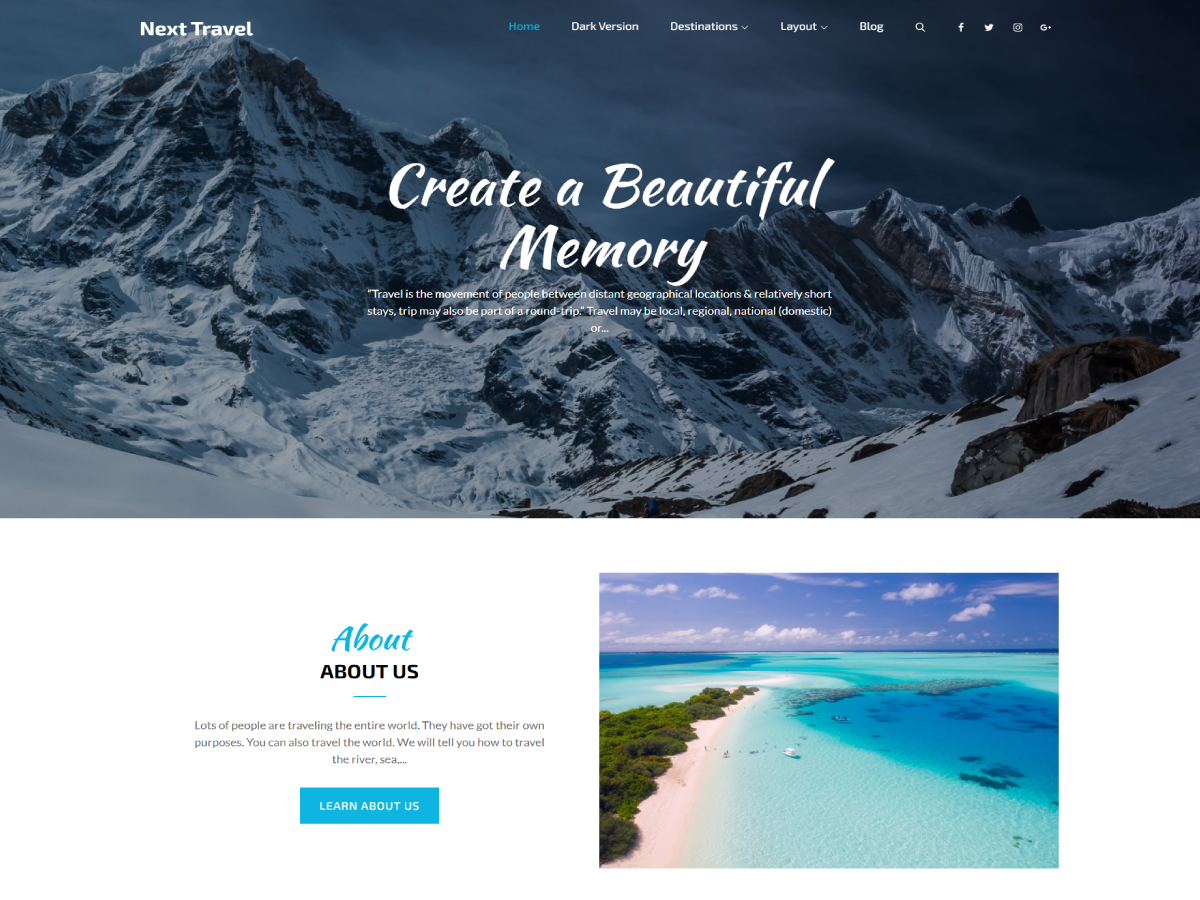 Next Travel
Home Dark Version Destinations Layout Blog
Create a Beautiful
Memory
“Travel is the movement of people between distant geographical locations & relatively short
stays, trip may also be part of a round-trip.” Travel may be local, regional, national (domestic)
or...
About
ABOUT US
Lots of people are traveling the entire world. They have got their own
purposes. You can also travel the world. We will tell you how to travel
the river, sea,...
LEARN ABOUT US